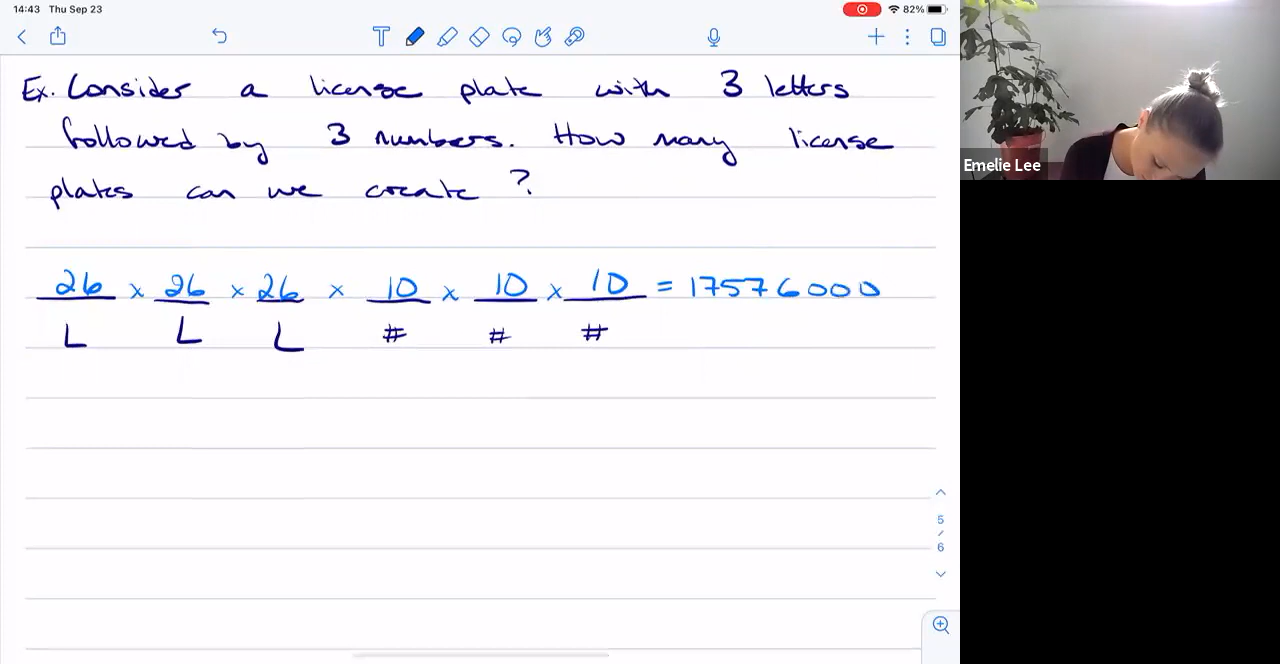 14:43 Thu Sep 23
82%
Ex. Consider a license plate with 3 letters
followed by 3 numbers. How many license
plates can we create?
26 x 26 x 26 x 10 x 10 x 10 = 17576000
L L L # # #
Emelie Lee
5
/
6